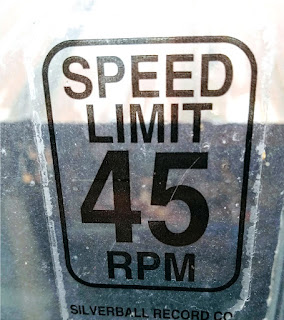 SPEED
LIMIT
45
RPM
SILVERBALL RECORD CO